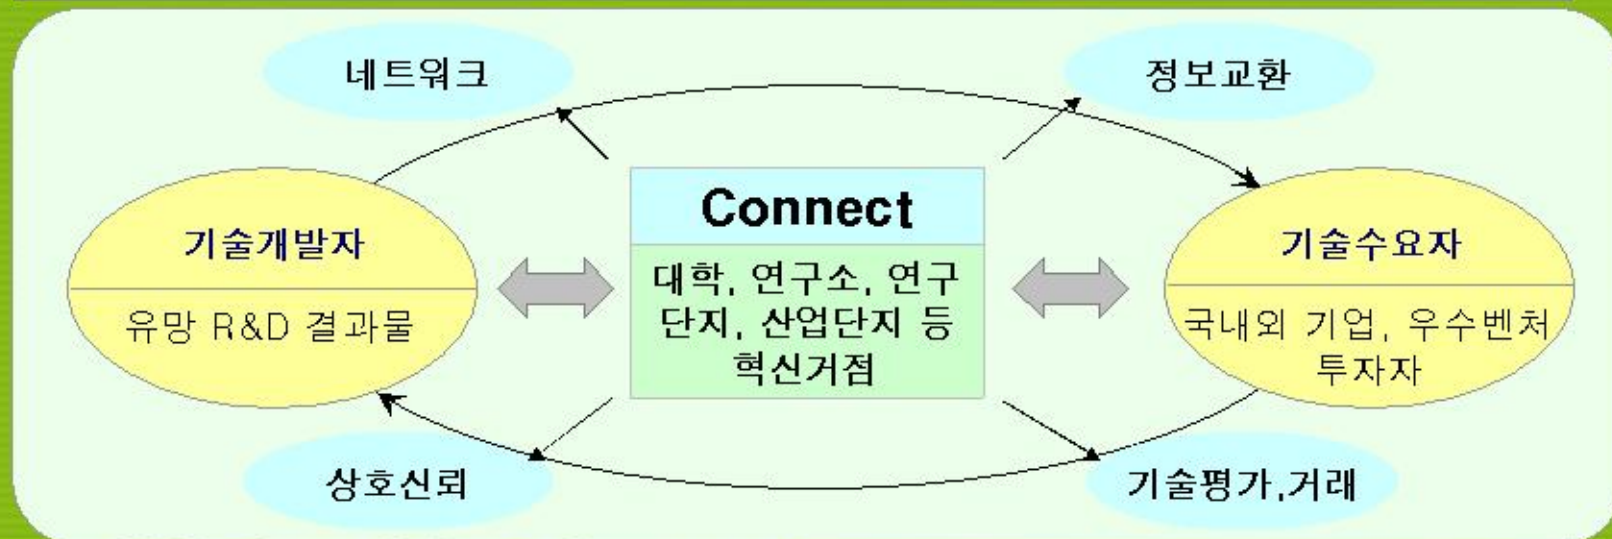 네트워크
정보교환
Connect
기술개발자
유망 R&D 결과물
대학, 연구소, 연구
단지, 산업단지 등
혁신거점
기술수요자
국내외 기업, 우수벤처
투자자
상호신뢰
기술평가,거래